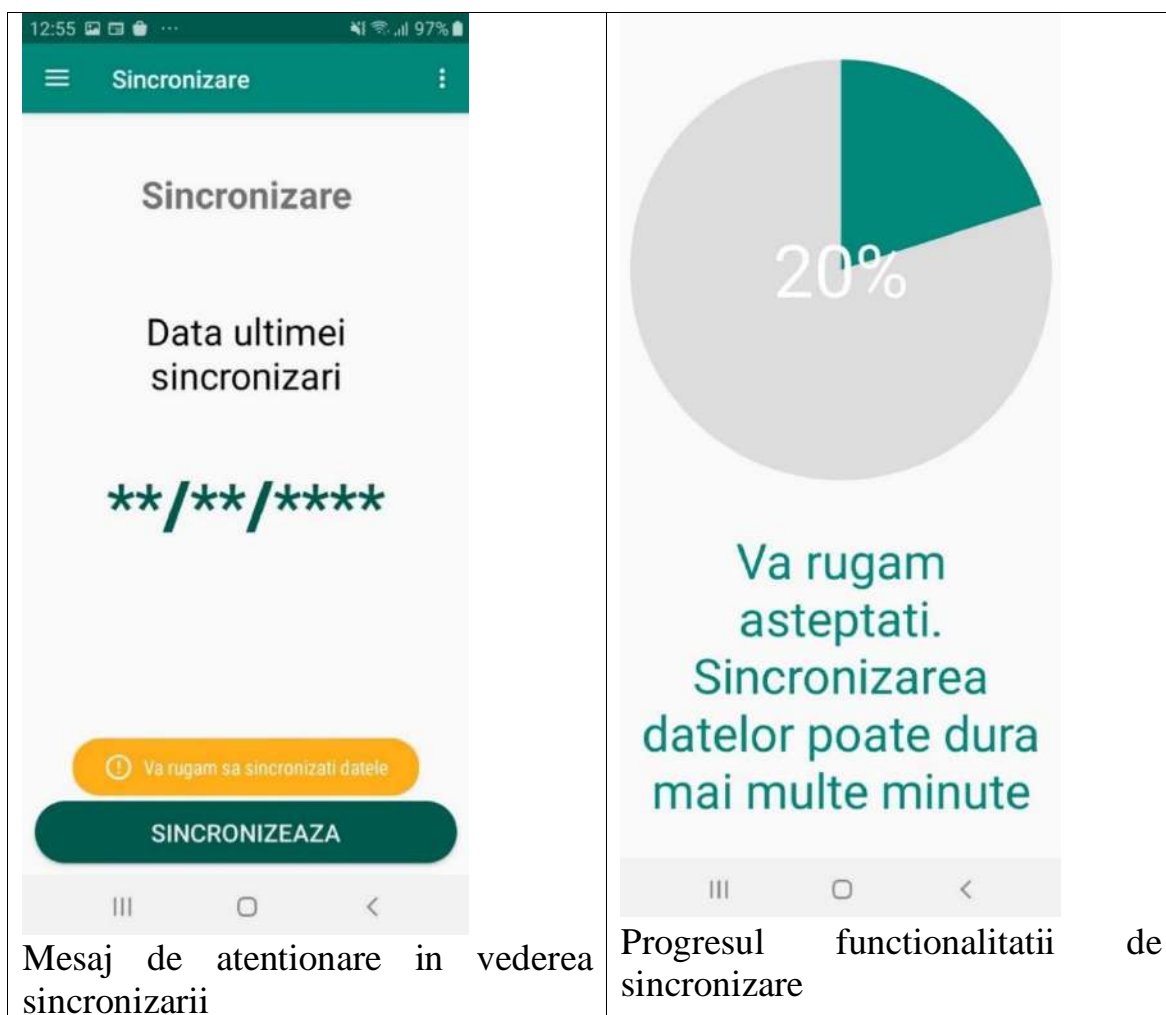 12:55 ... 97%
Sincronizare
Sincronizare
Data ultimei
sincronizari
**/**/****
Va rugam sa sincronizati datele
SINCRONIZEAZA
Mesaj de atentionare in vederea
sincronizarii
20%
Va rugam
asteptati.
Sincronizarea
datelor poate dura
mai multe minute
Progresul functionalitatii de
sincronizare